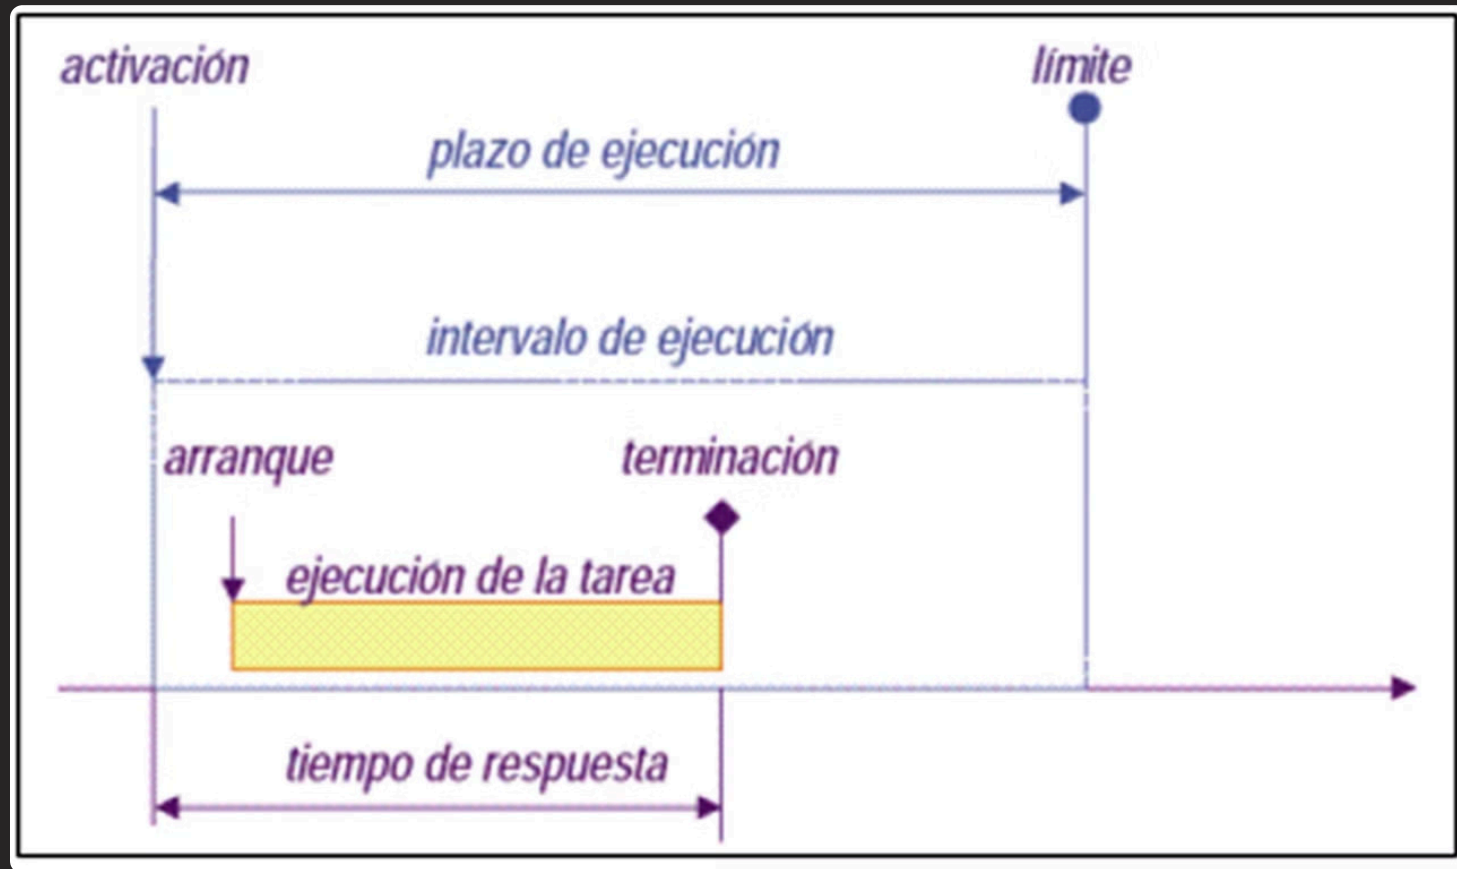 activación
límite
plazo de ejecución
intervalo de ejecución
arranque
terminación
ejecución de la tarea
tiempo de respuesta